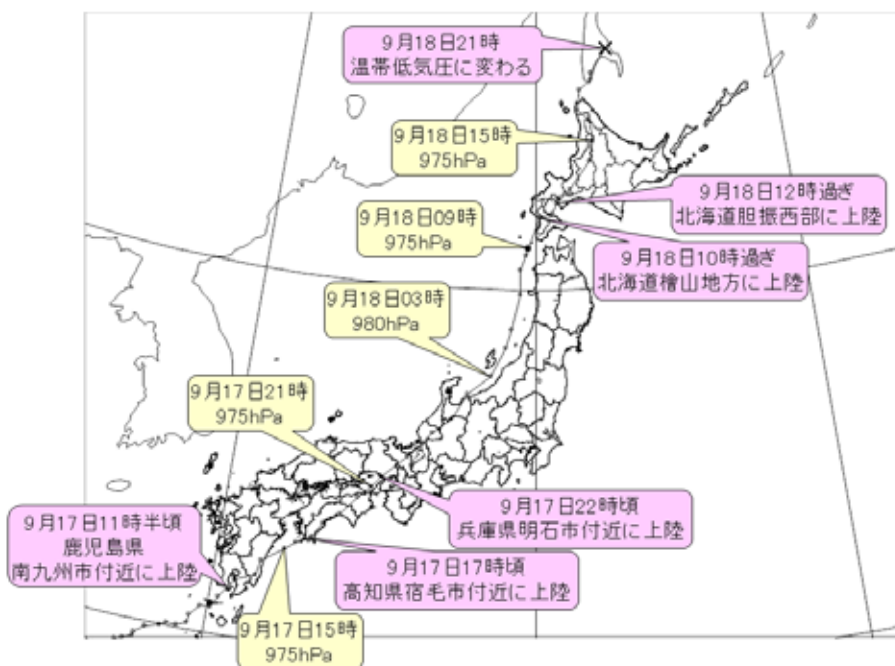 9月18日21時
温帯低気圧に変わる
9月18日15時
975hPa
9月18日12時過ぎ
北海道胆振西部に上陸
9月18日09時
975hPa
9月18日10時過ぎ
北海道檜山地方に上陸
9月18日03時
980hPa
9月17日21時
975hPa
9月17日22時頃
兵庫県明石市付近に上陸
9月17日11時半頃
鹿児島県
南九州市付近に上陸
9月17日17時頃
高知県宿毛市付近に上陸
9月17日15時
975hPa